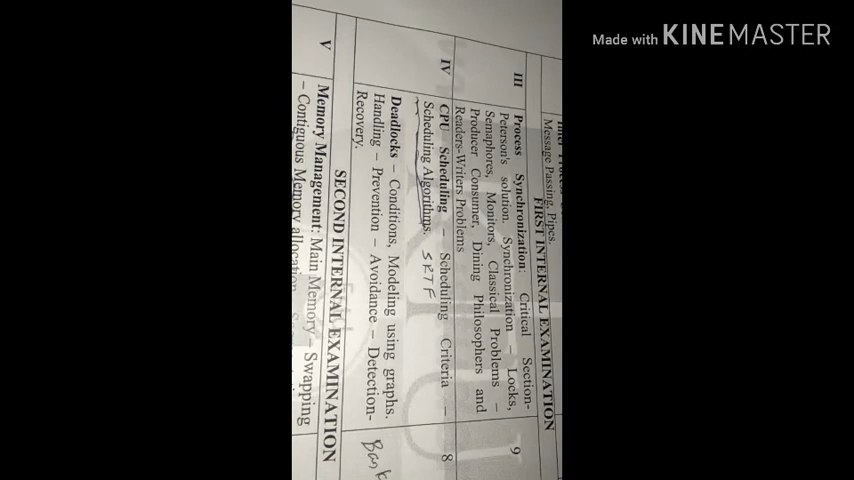 Message Passing, Pipes.
FIRST INTERNAL EXAMINATION
III
Process Synchronization: Critical Section-
Peterson's solution. Synchronization – Locks,
Semaphores, Monitors, Classical Problems –
Producer Consumer, Dining Philosophers and
Readers-Writers Problems
9
IV
CPU Scheduling – Scheduling Criteria –
Scheduling Algorithms. SRTF
Deadlocks – Conditions, Modeling using graphs.
Handling – Prevention – Avoidance – Detection-
Recovery.
8
SECOND INTERNAL EXAMINATION
V
Memory Management: Main Memory – Swapping
– Contiguous Memory allocation
Made with KINEMASTER